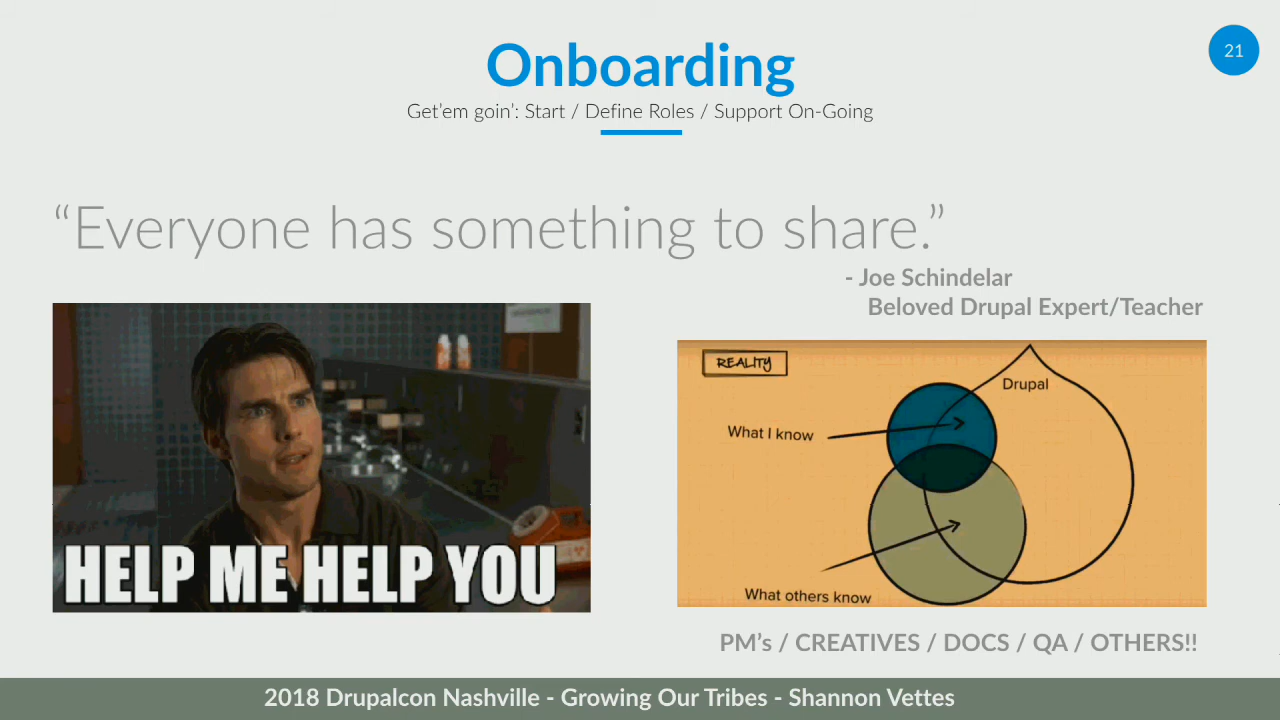 Onboarding
21
Get'em goin': Start / Define Roles / Support On-Going
“Everyone has something to share.”
- Joe Schindelar
Beloved Drupal Expert/Teacher
HELP ME HELP YOU
REALITY
Drupal
What I know
What others know
PM's / CREATIVES / DOCS / QA / OTHERS!!
2018 Drupalcon Nashville - Growing Our Tribes - Shannon Vettes